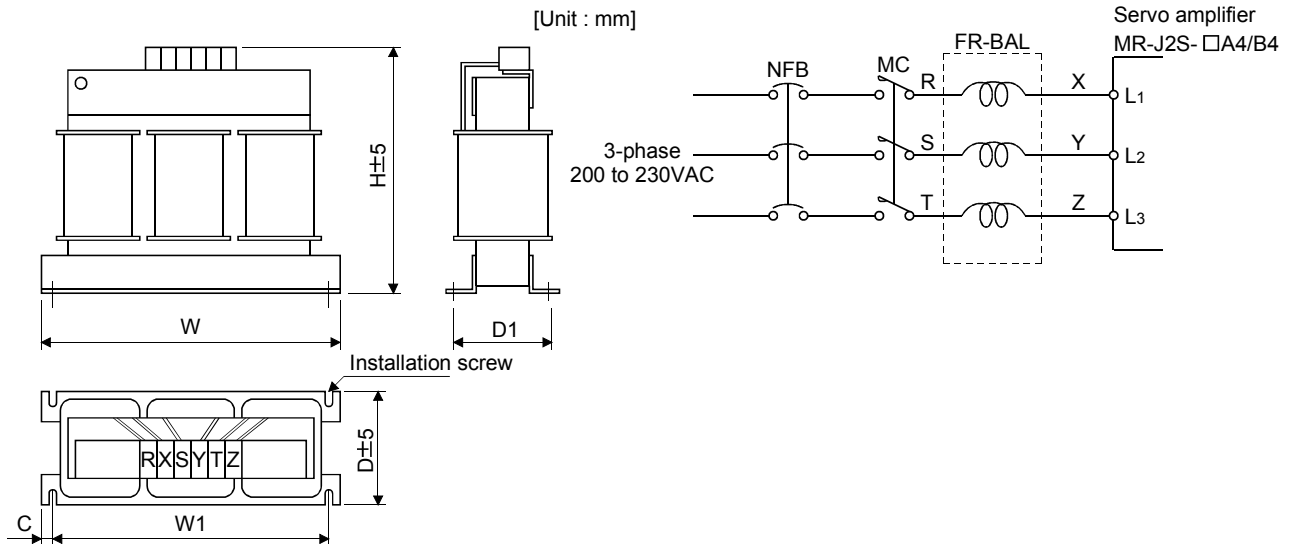 [Unit : mm]
H±5
W
D1
Installation screw
RXSYTZ
D±5
C
W1
Servo amplifier
MR-J2S- □A4/B4
FR-BAL
NFB
MC
R
X
L1
3-phase
200 to 230VAC
S
Y
L2
T
Z
L3